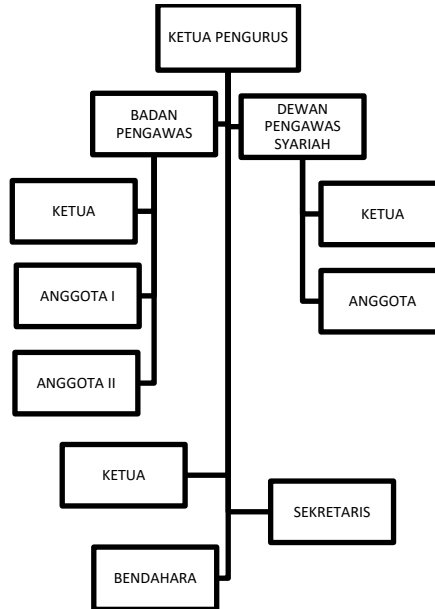 KETUA PENGURUS
BADAN
PENGAWAS
DEWAN
PENGAWAS
SYARIAH
KETUA
KETUA
ANGGOTA I
ANGGOTA
ANGGOTA II
KETUA
SEKRETARIS
BENDAHARA